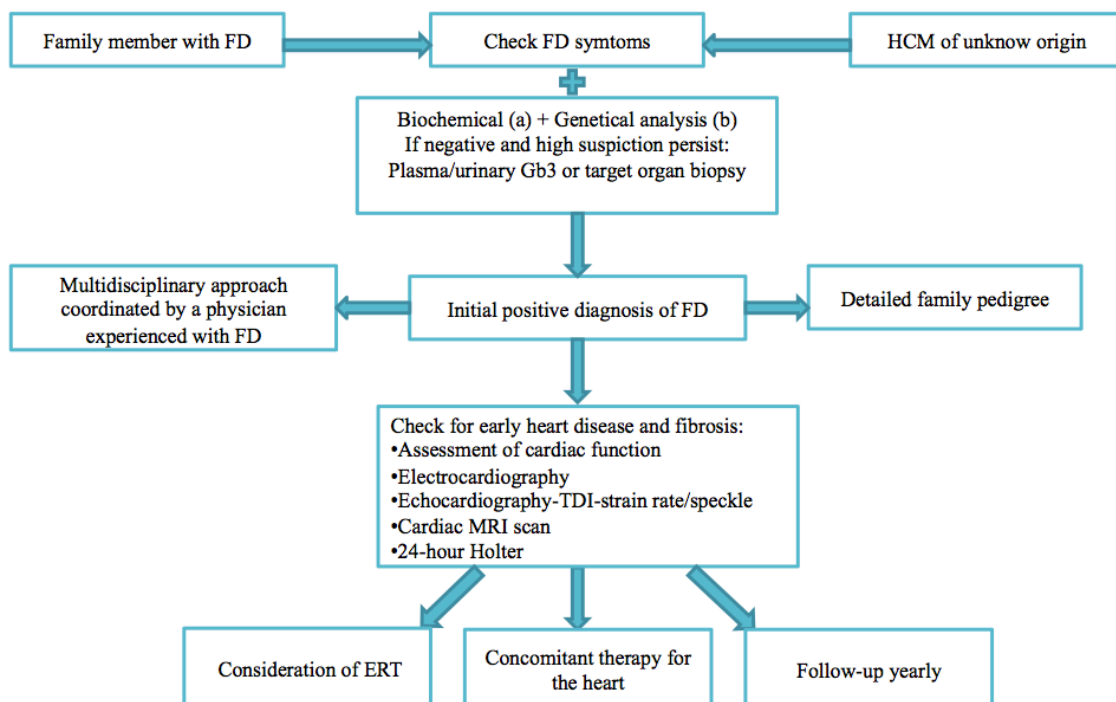 Family member with FD
Check FD symtoms
HCM of unknow origin
Biochemical (a) + Genetical analysis (b)
If negative and high suspiction persist:
Plasma/urinary Gb3 or target organ biopsy
Multidisciplinary approach
coordinated by a physician
experienced with FD
Initial positive diagnosis of FD
Detailed family pedigree
Check for early heart disease and fibrosis:
•Assessment of cardiac function
•Electrocardiography
•Echocardiography-TDI-strain rate/speckle
•Cardiac MRI scan
•24-hour Holter
Consideration of ERT
Concomitant therapy for
the heart
Follow-up yearly